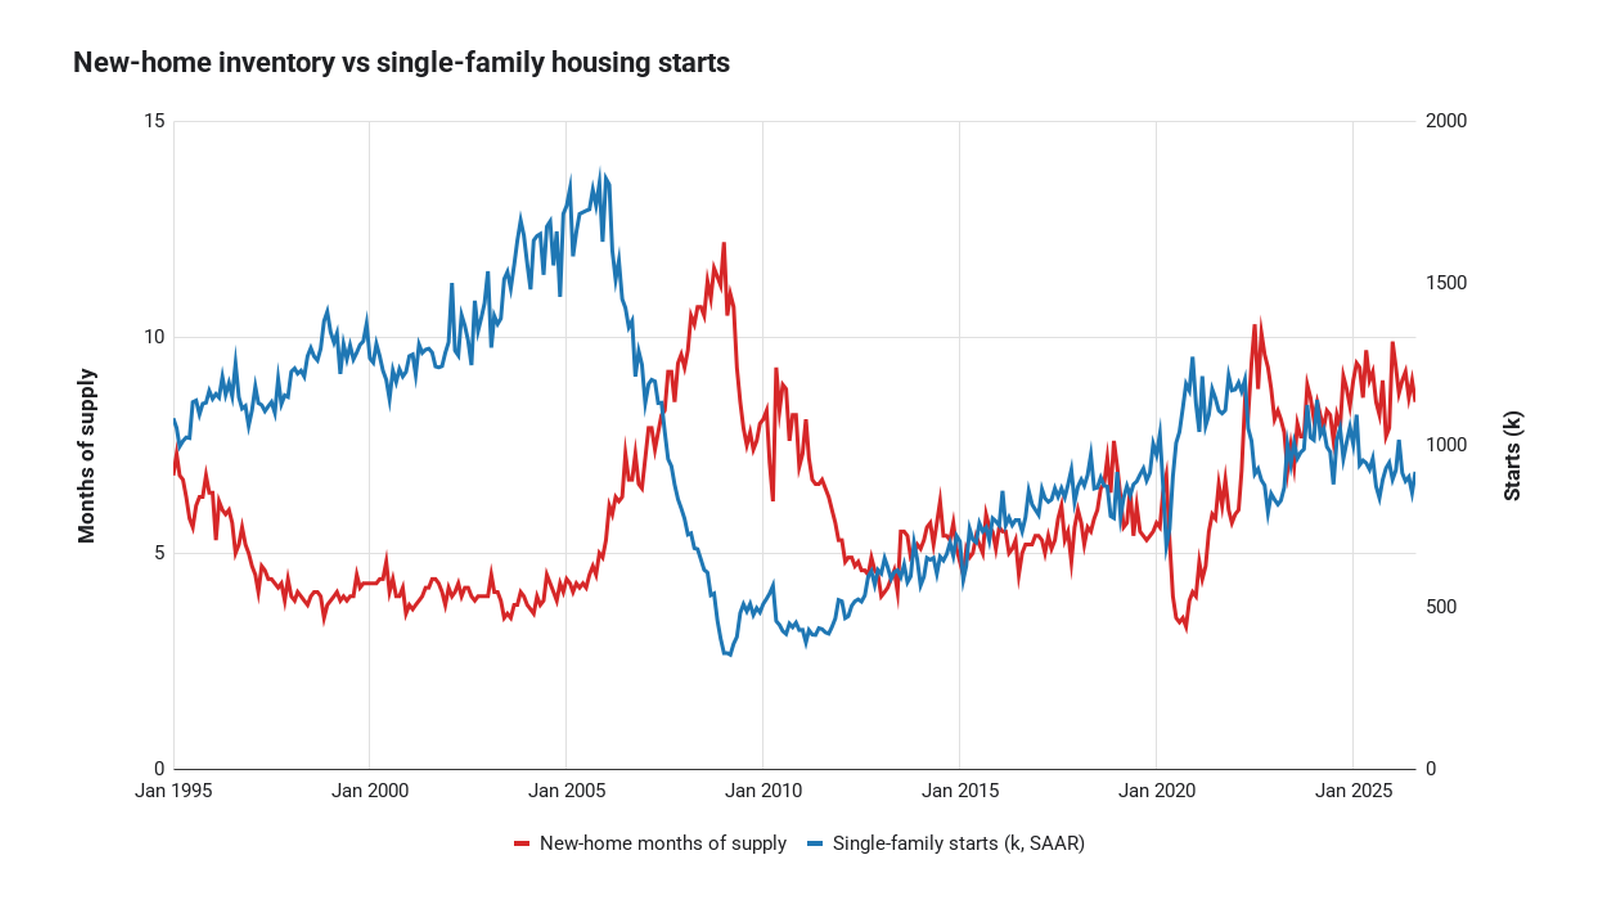 New-home inventory vs single-family housing starts
15
10
5
0
Months of supply
2000
1500
1000
500
0
Starts (k)
Jan 1995
Jan 2000
Jan 2005
Jan 2010
Jan 2015
Jan 2020
Jan 2025
New-home months of supply
Single-family starts (k, SAAR)